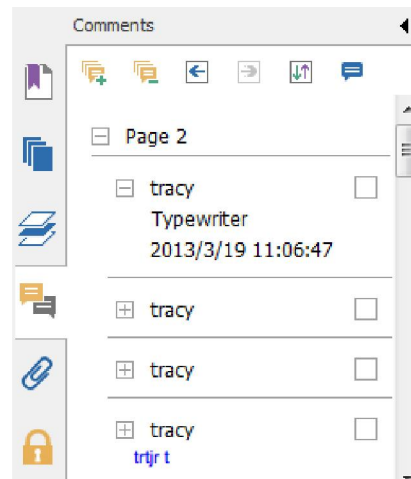 Comments
Page 2
tracy
Typewriter
2013/3/19 11:06:47
tracy
tracy
tracy
trtjr t